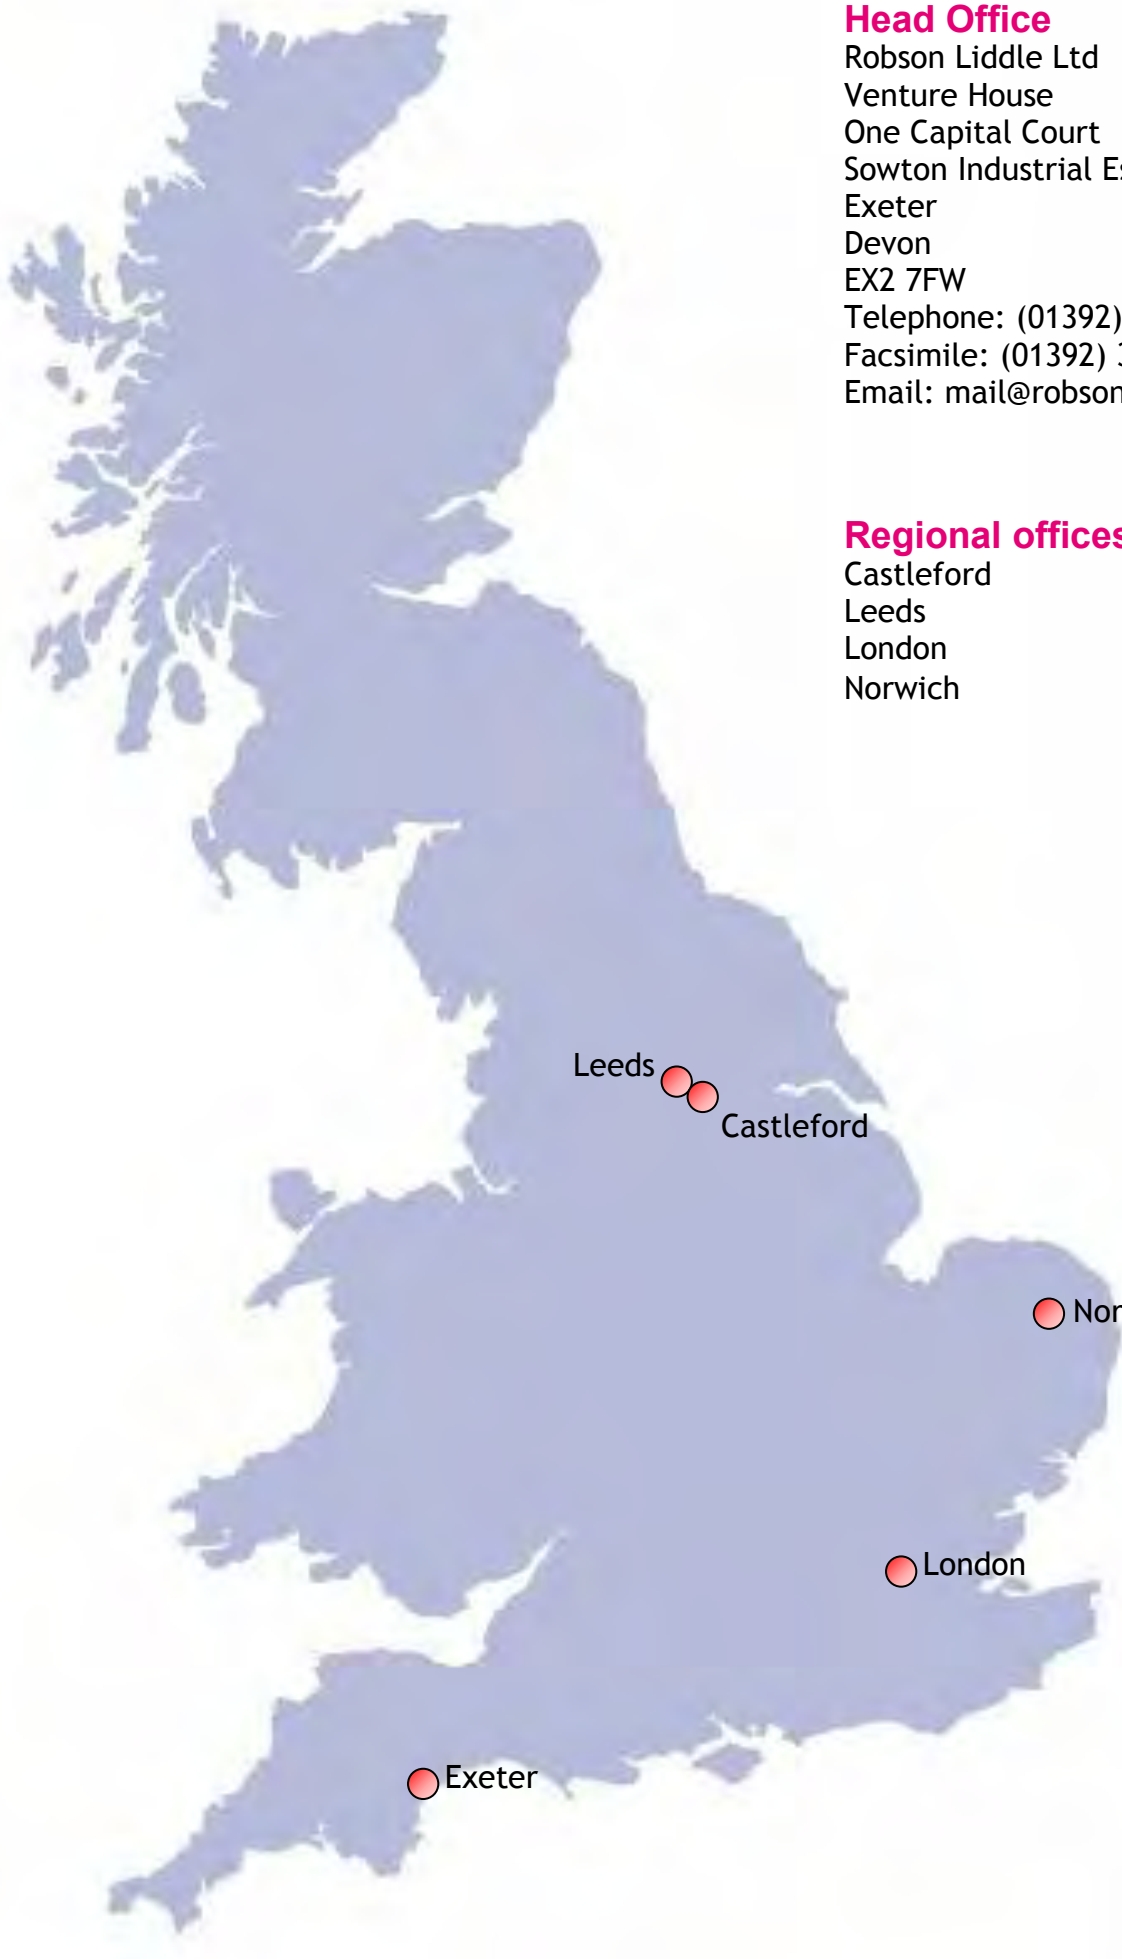 Head Office
Robson Liddle Ltd
Venture House
One Capital Court
Sowton Industrial
Exeter
Devon
EX2 7FW
Telephone: (01392)
Facsimile: (01392)
Email:
Regional offices
Castleford
Leeds
London
Norwich
Leeds
Castleford
London
Exeter